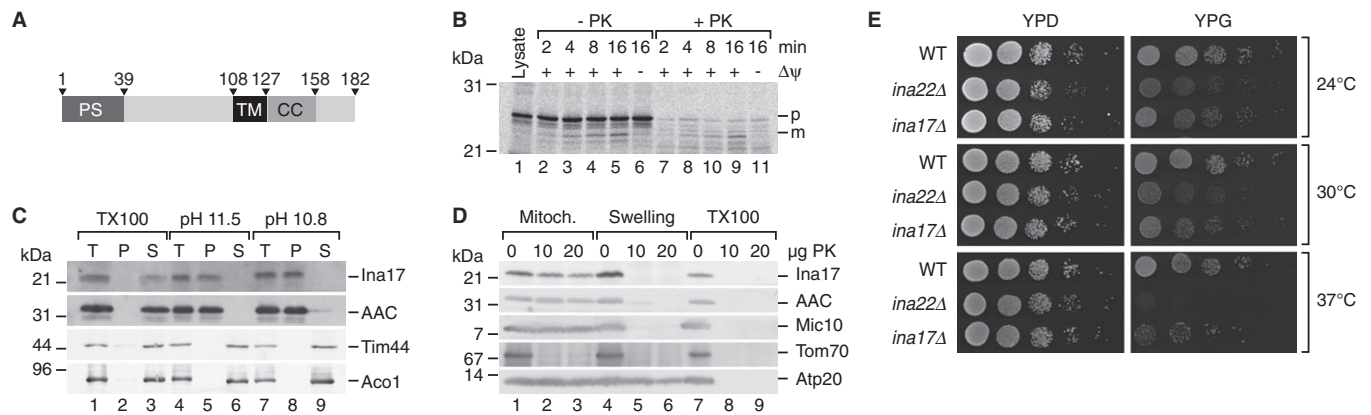 A
1 39 108 127 158 182
PS TM CC
B
- PK + PK
Lysate 2 4 8 16 16 2 4 8 16 16 min
+ + + + - + + + + - Δψ
kDa
31
21
p
m
1 2 3 4 5 6 7 8 10 9 11
C
TX100 pH 11.5 pH 10.8
T P S T P S T P S
kDa
21 Ina17
31 AAC
44 Tim44
96 Aco1
1 2 3 4 5 6 7 8 9
D
Mitoch. Swelling TX100
0 10 20 0 10 20 0 10 20 µg PK
kDa
21 Ina17
31 AAC
7 Mic10
67 Tom70
14 Atp20
1 2 3 4 5 6 7 8 9
E
YPD YPG
WT
ina22Δ 24°C
ina17Δ
WT
ina22Δ 30°C
ina17Δ
WT
ina22Δ 37°C
ina17Δ